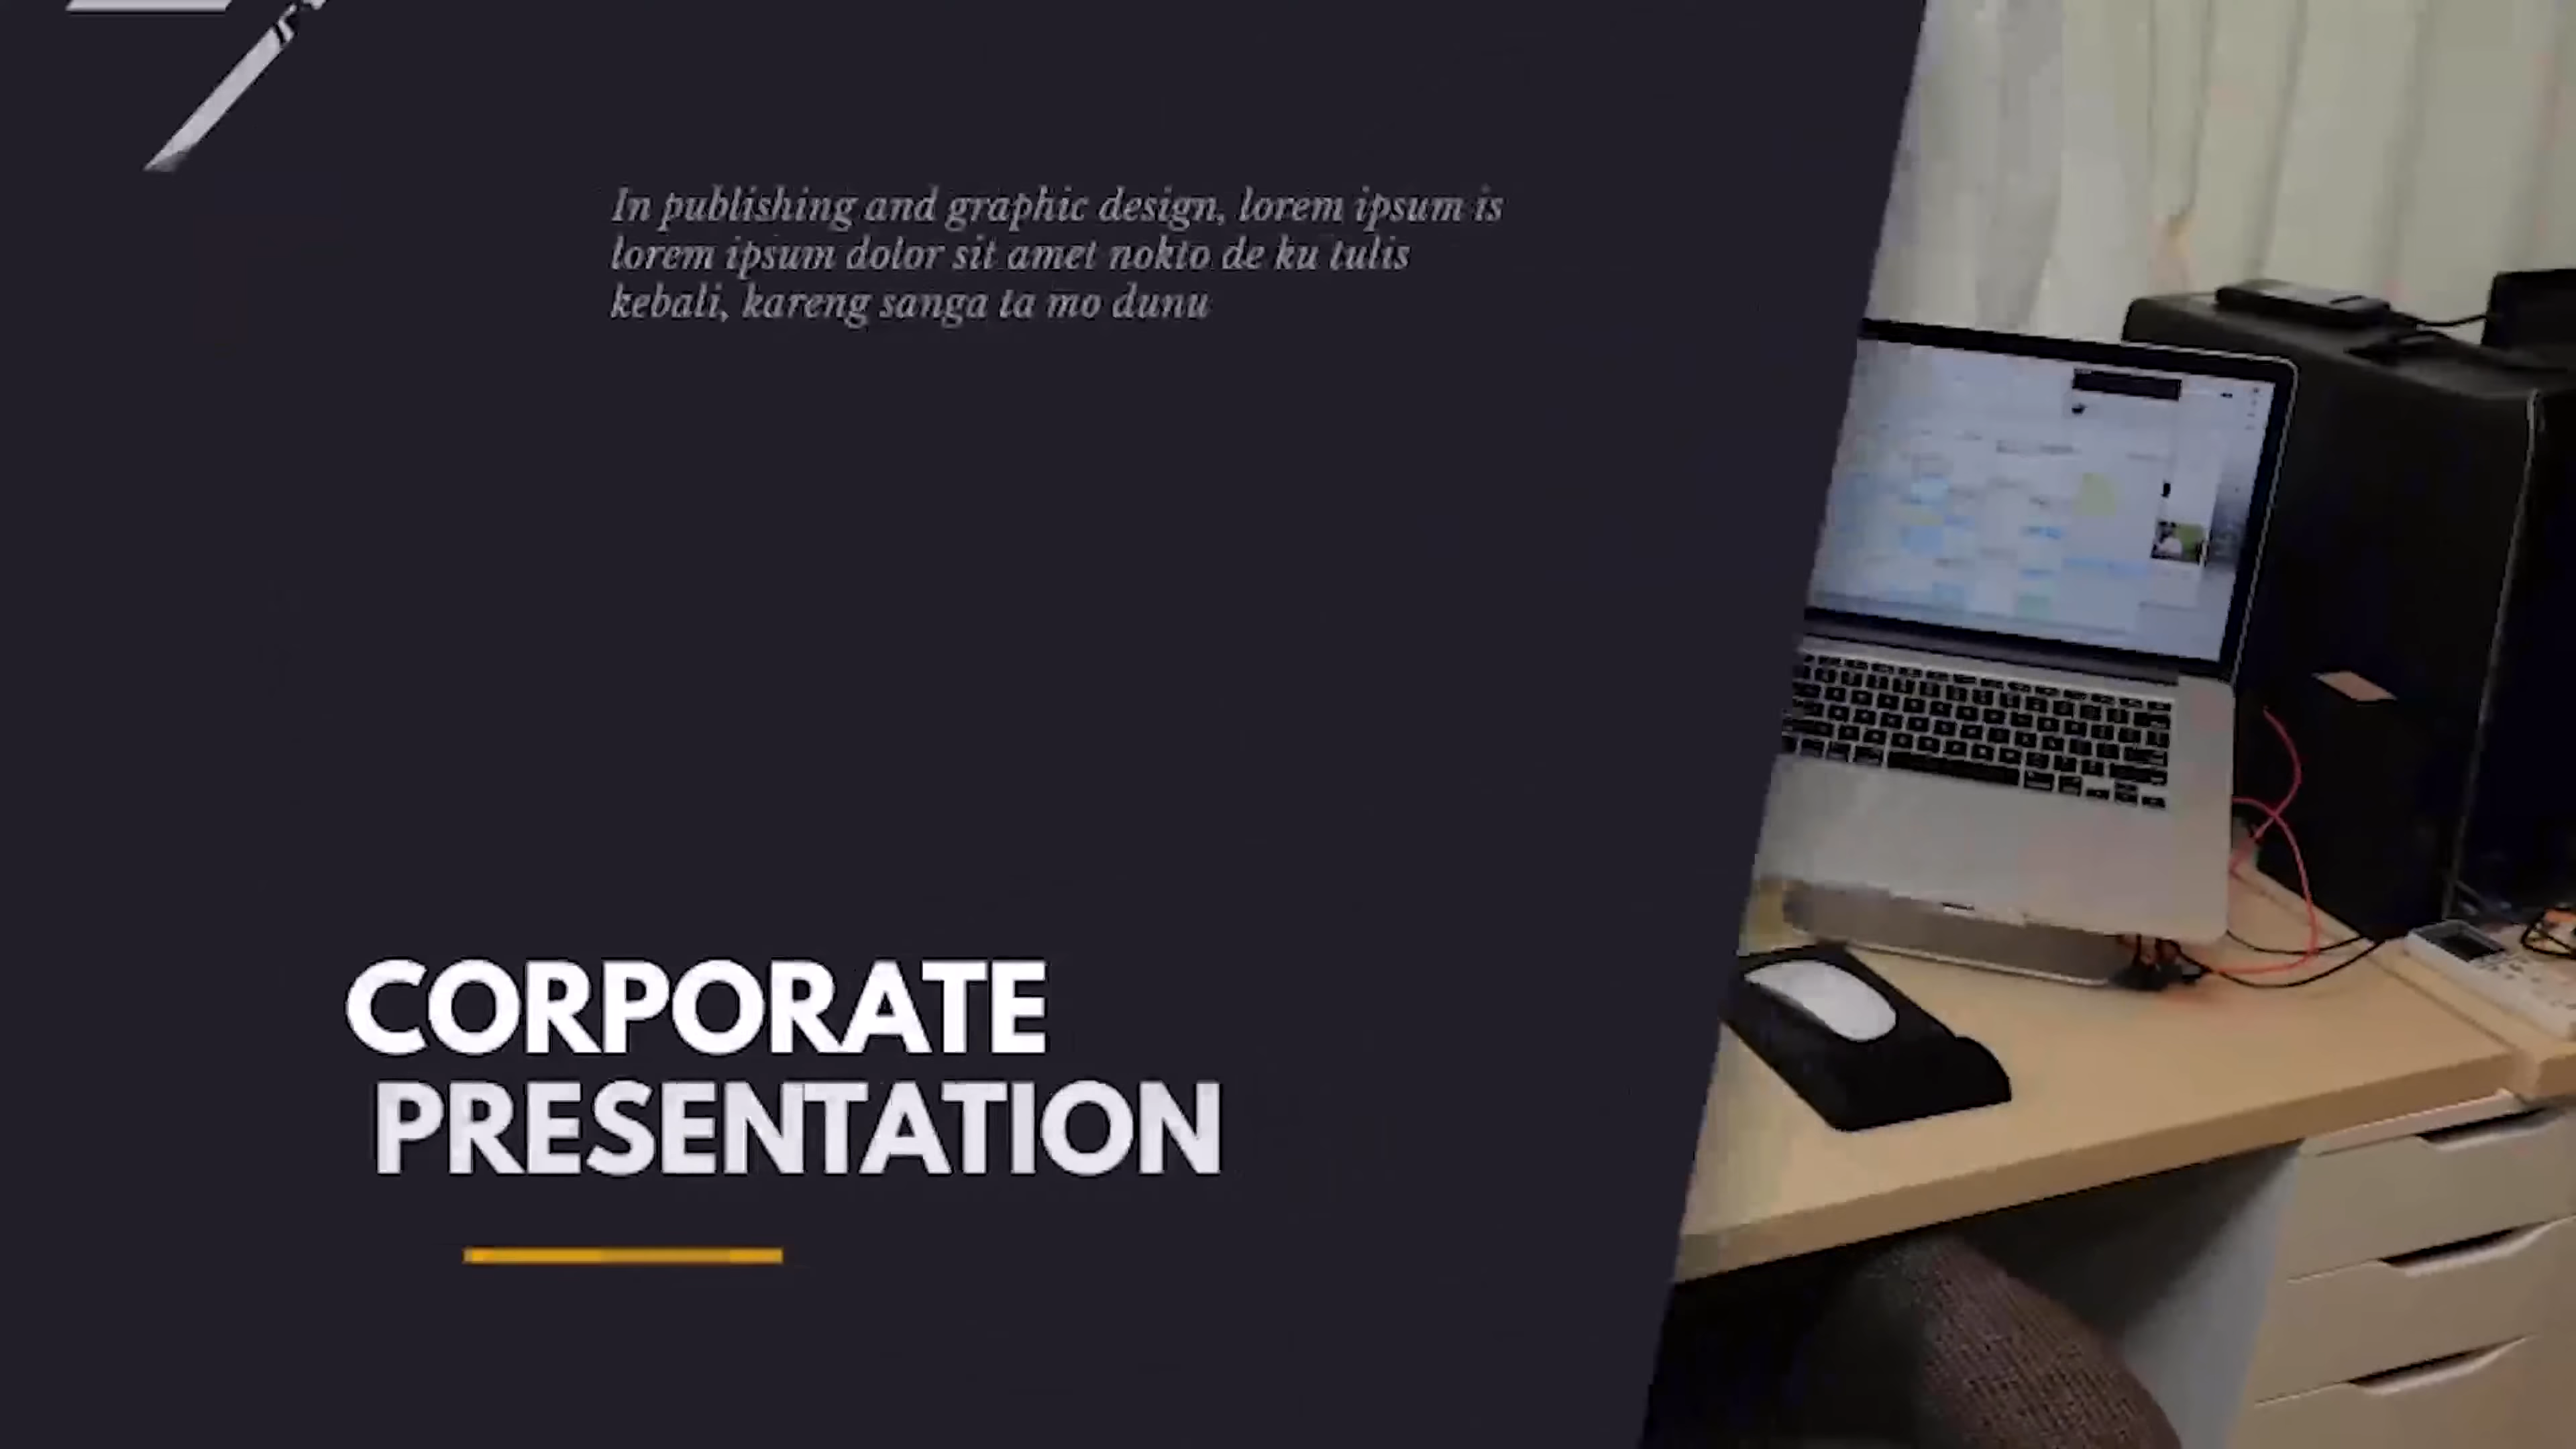 In publishing and graphic design, lorem ipsum is
lorem ipsum dolor sit amet nokto de ku tulis
kebali, kareng sanga ta mo dunu
CORPORATE
PRESENTATION